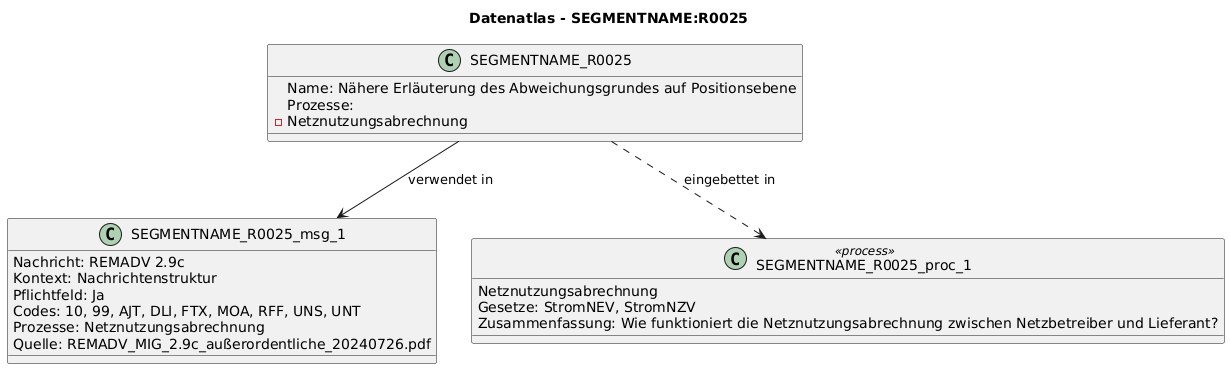 Datenatlas - SEGMENTNAME:R0025
C SEGMENTNAME_R0025
Name: Nähere Erläuterung des Abweichungsgrundes auf Positionsebene
Prozesse:
Netznutzungsabrechnung
verwendet in
eingebettet in
C SEGMENTNAME_R0025_msg_1
Nachricht: REMADV 2.9c
Kontext: Nachrichtenstruktur
Pflichtfeld: Ja
Codes: 10, 99, AJT, DLI, FTX, MOA, RFF, UNS, UNT
Prozesse: Netznutzungsabrechnung
Quelle: REMADV_MIG_2.9c_außerordentliche_20240726.pdf
«process»
C SEGMENTNAME_R0025_proc_1
Netznutzungsabrechnung
Gesetze: StromNEV, StromNZV
Zusammenfassung: Wie funktioniert die Netznutzungsabrechnung zwischen Netzbetreiber und Lieferant?